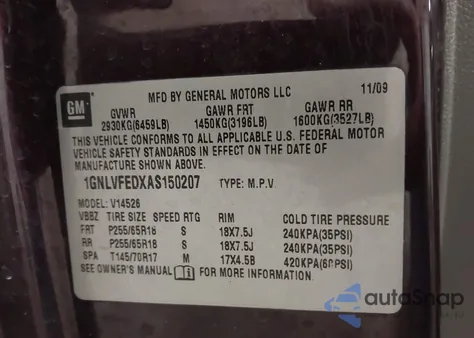 GM
MFD BY GENERAL MOTORS LLC 11/09
GVWR GAWR FRT GAWR RR
2930KG(6459LB) 1450KG(3196LB) 1600KG(3527LB)
THIS VEHICLE CONFORMS TO ALL APPLICABLE U.S. FEDERAL MOTOR
VEHICLE SAFETY STANDARDS IN EFFECT ON THE DATE OF
MANUFACTURE SHOWN ABOVE.
1GNLVFEDXAS150207 TYPE: M.P.V.
MODEL: V14526
VBBZ TIRE SIZE SPEED RTG RIM COLD TIRE PRESSURE
FRT P255/65R18 S 18X7.5J 240KPA(35PSI)
RR P255/65R18 S 18X7.5J 240KPA(35PSI)
SPA T145/70R17 M 17X4.5B 420KPA(60PSI)
SEE OWNER'S MANUAL FOR MORE INFORMATION.
autoSnap